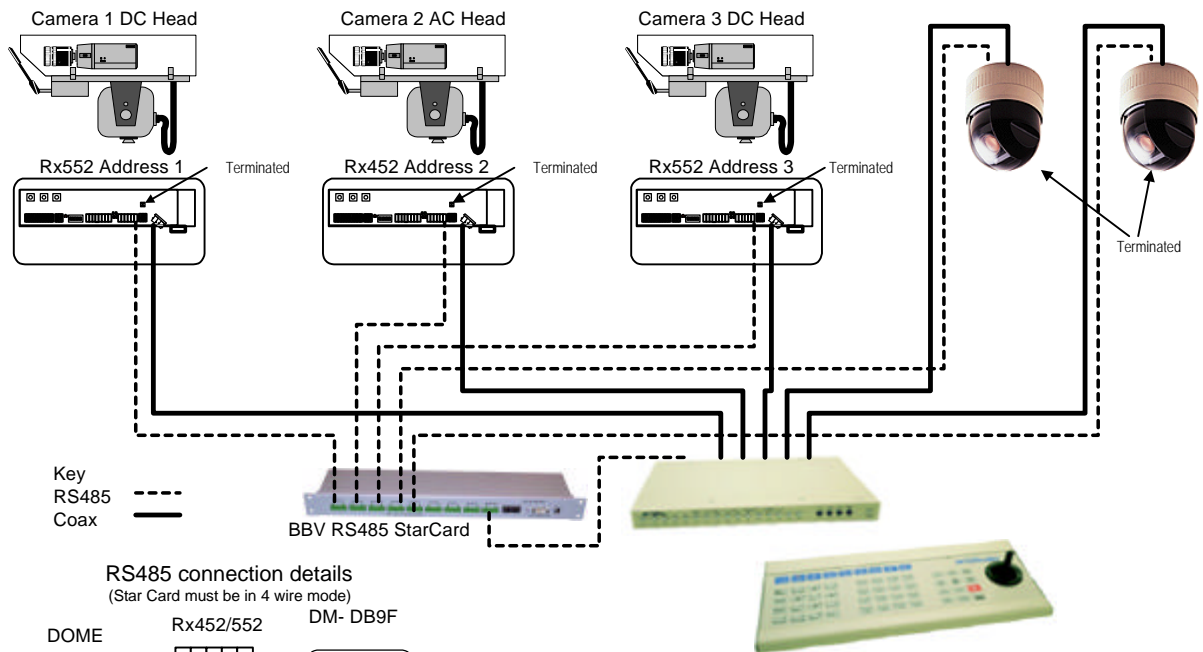 Camera 1 DC Head
Camera 2 AC Head
Camera 3 DC Head
Rx552 Address 1
Terminated
Rx452 Address 2
Terminated
Rx552 Address 3
Terminated
Terminated
Key
RS485
Coax
BBV RS485 StarCard
RS485 connection details
(Star Card must be in 4 wire mode)
DOME
Rx452/552
DM- DB9F